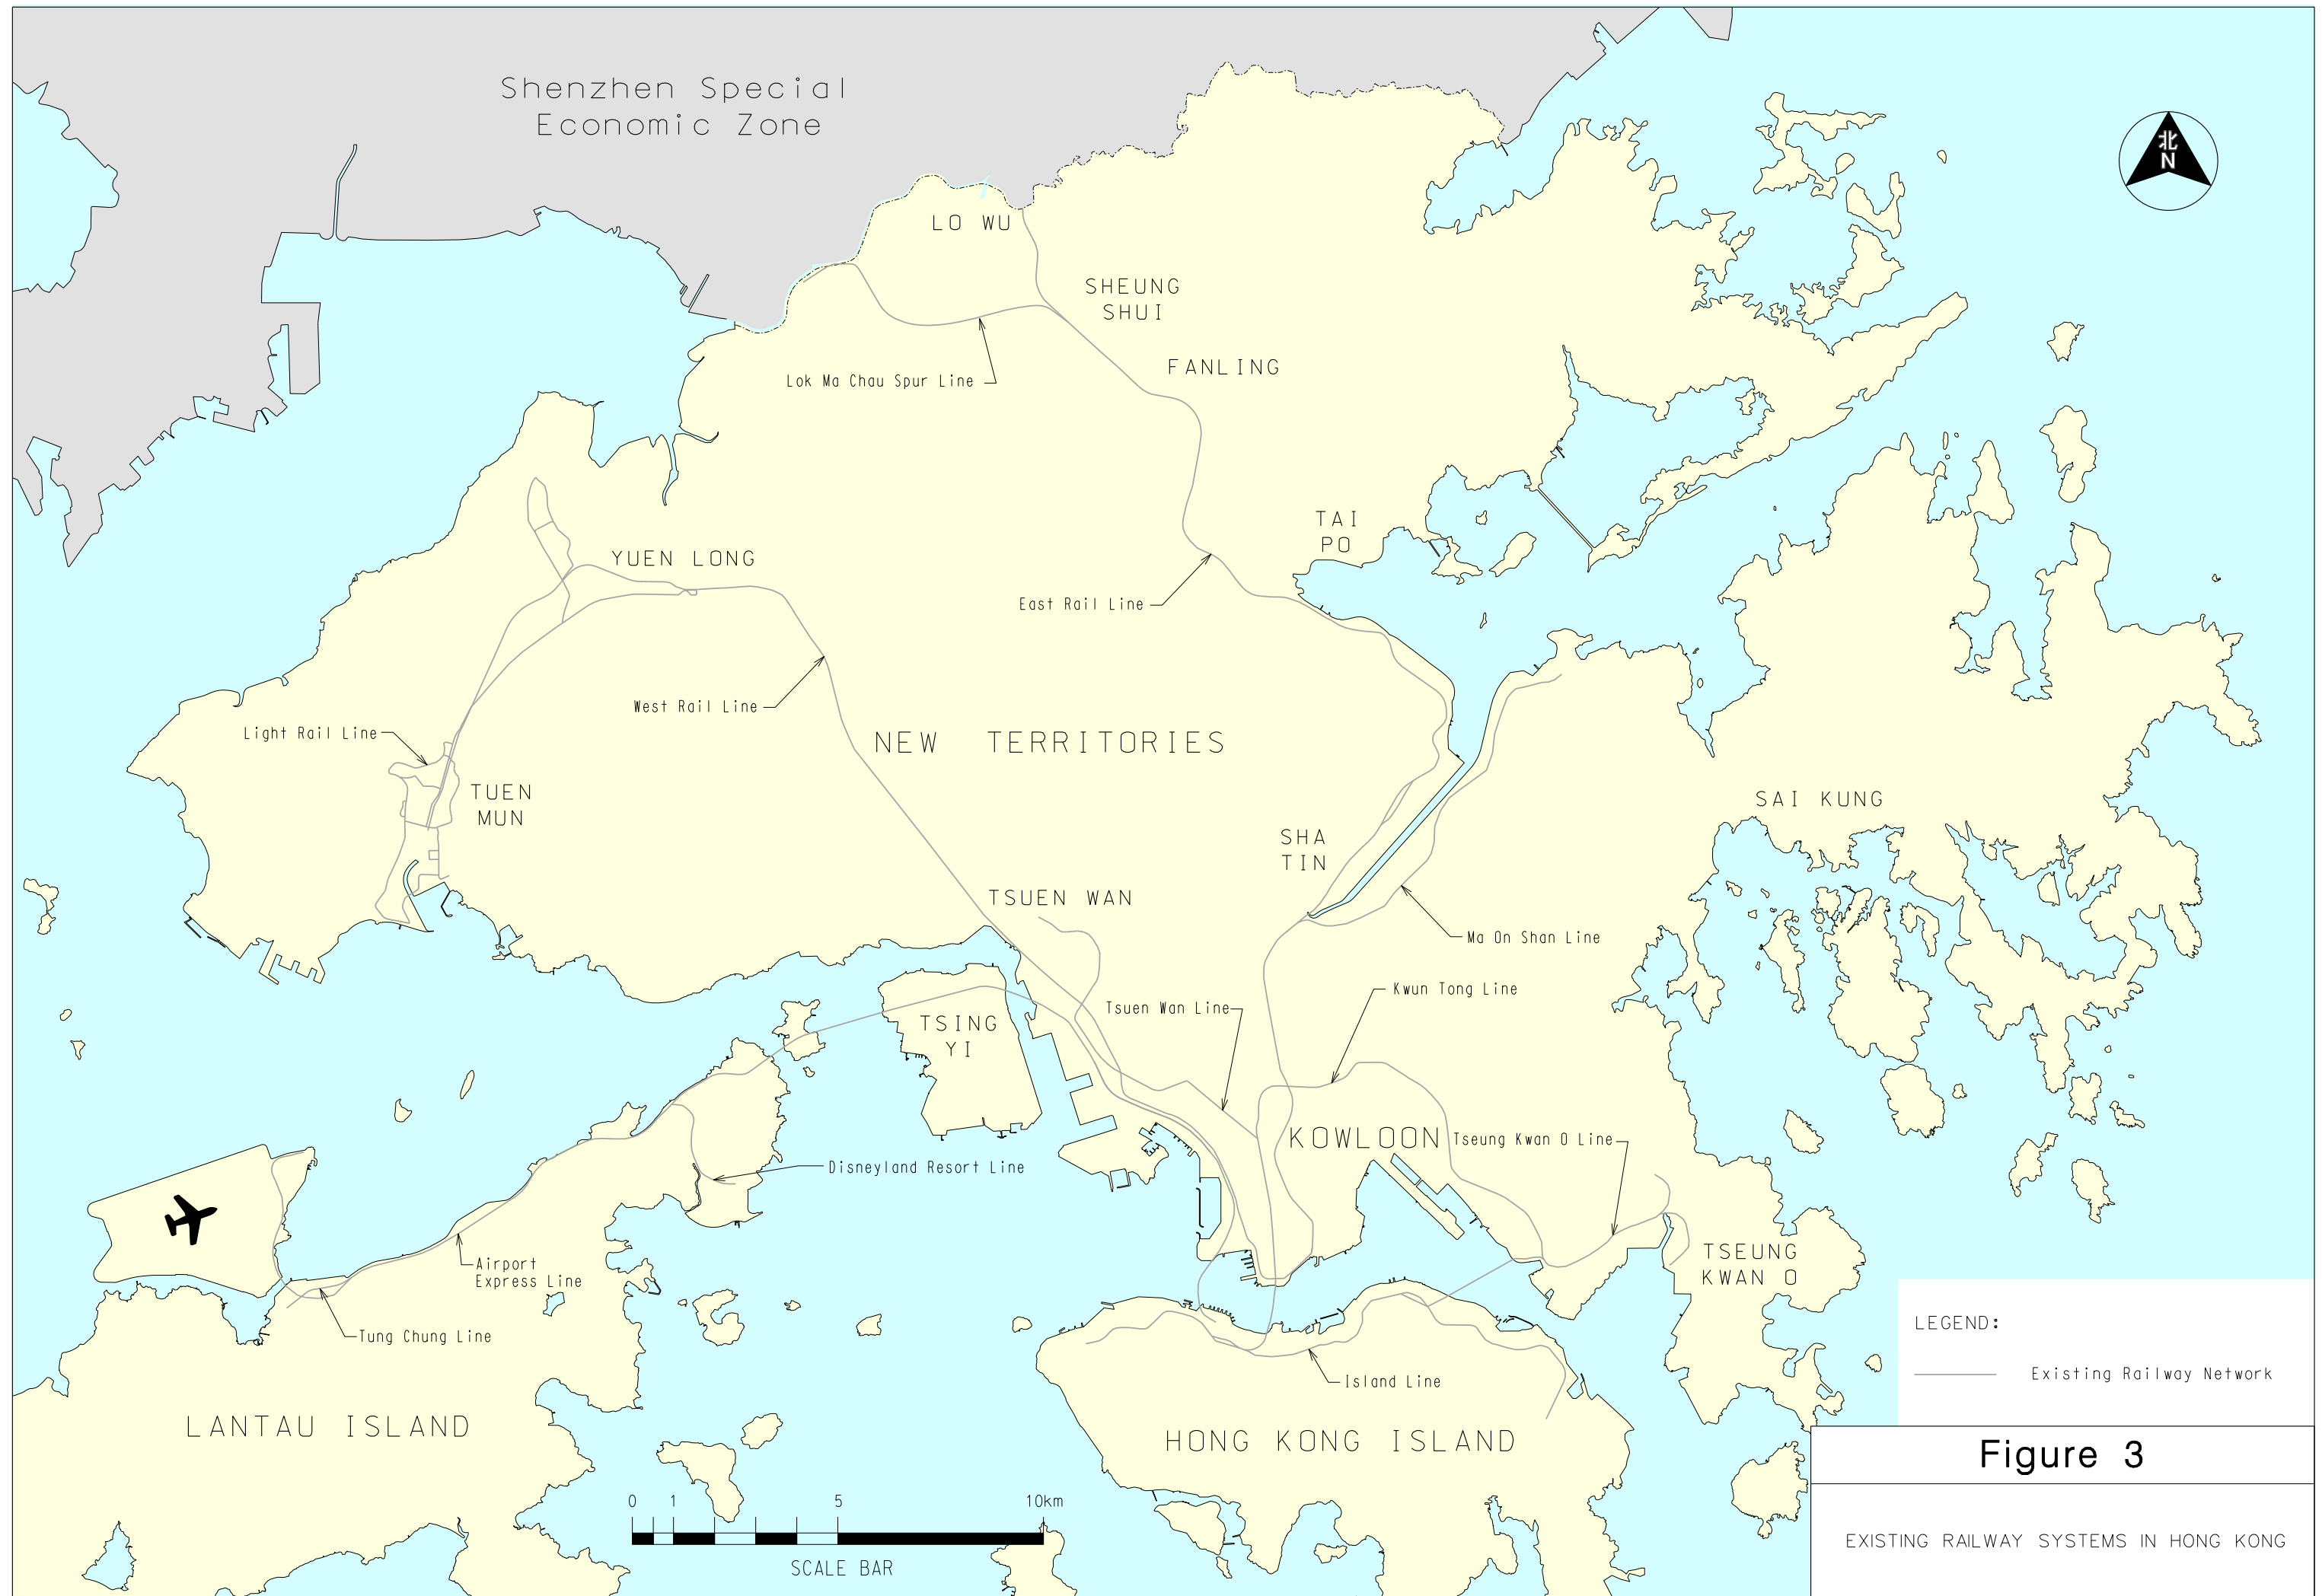 Shenzhen Special
Economic Zone
北
N
LO WU
SHEUNG
SHUI
FANLING
Lok Ma Chau Spur Line
TAI
PO
YUEN LONG
East Rail Line
West Rail Line
Light Rail Line
NEW TERRITORIES
TUEN
MUN
SAI KUNG
SHA
TIN
TSUEN WAN
Ma On Shan Line
Kwun Tong Line
Tsuen Wan Line
TSING
YI
KOWLOON
Tseung Kwan O Line
Disneyland Resort Line
Airport
Express Line
TSEUNG
KWAN O
Tung Chung Line
Island Line
LANTAU ISLAND
HONG KONG ISLAND
LEGEND:
Existing Railway Network
Figure 3
EXISTING RAILWAY SYSTEMS IN HONG KONG
0 1 5 10km
SCALE BAR